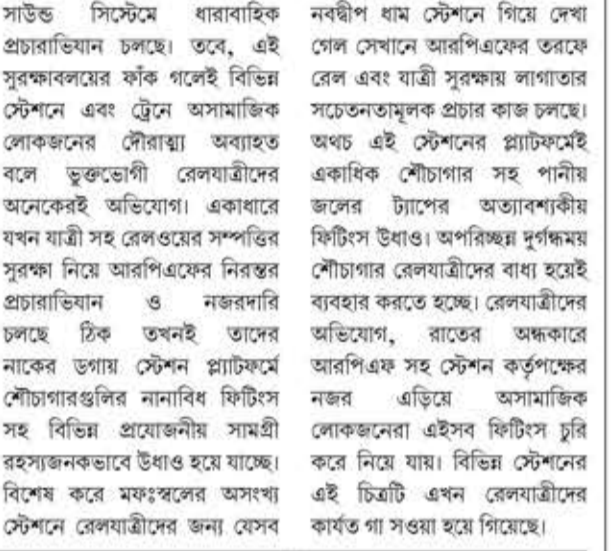 সাউন্ড সিস্টেমে ধারাবাহিক
প্রচারাভিযান চলছে। তবে, এই
সুরক্ষাবলয়ের ফাঁক গলেই বিভিন্ন
স্টেশনে এবং ট্রেনে অসামাজিক
লোকজনের দৌরাত্ম্য অব্যাহত
বলে ভুক্তভোগী রেলযাত্রীদের
অনেকেরই অভিযোগ। একাধারে
যখন যাত্রী সহ রেলওয়ের সম্পত্তির
সুরক্ষা নিয়ে আরপিএফের নিরন্তর
প্রচারাভিযান ও নজরদারি
চলছে ঠিক তখনই তাদের
নাকের ডগায় স্টেশন প্ল্যাটফর্মে
শৌচাগারগুলির নানাবিধ ফিটিংস
সহ বিভিন্ন প্রযোজনীয় সামগ্রী
রহস্যজনকভাবে উধাও হয়ে যাচ্ছে।
বিশেষ করে মফঃস্বলের অসংখ্য
স্টেশনে রেলযাত্রীদের জন্য যেসব
নবদ্বীপ ধাম স্টেশনে গিয়ে দেখা
গেল সেখানে আরপিএফের তরফে
রেল এবং যাত্রী সুরক্ষায় লাগাতার
সচেতনতামূলক প্রচার কাজ চলছে।
অথচ এই স্টেশনের প্ল্যাটফর্মেই
একাধিক শৌচাগার সহ পানীয়
জলের ট্যাপের অত্যাবশ্যকীয়
ফিটিংস উধাও। অপরিচ্ছন্ন দুর্গন্ধময়
শৌচাগার রেলযাত্রীদের বাধ্য হয়েই
ব্যবহার করতে হচ্ছে। রেলযাত্রীদের
অভিযোগ, রাতের অন্ধকারে
আরপিএফ সহ স্টেশন কর্তৃপক্ষের
নজর এড়িয়ে অসামাজিক
লোকজনেরা এইসব ফিটিংস চুরি
করে নিয়ে যায়। বিভিন্ন স্টেশনের
এই চিত্রটি এখন রেলযাত্রীদের
কার্যত গা সওয়া হয়ে গিয়েছে।